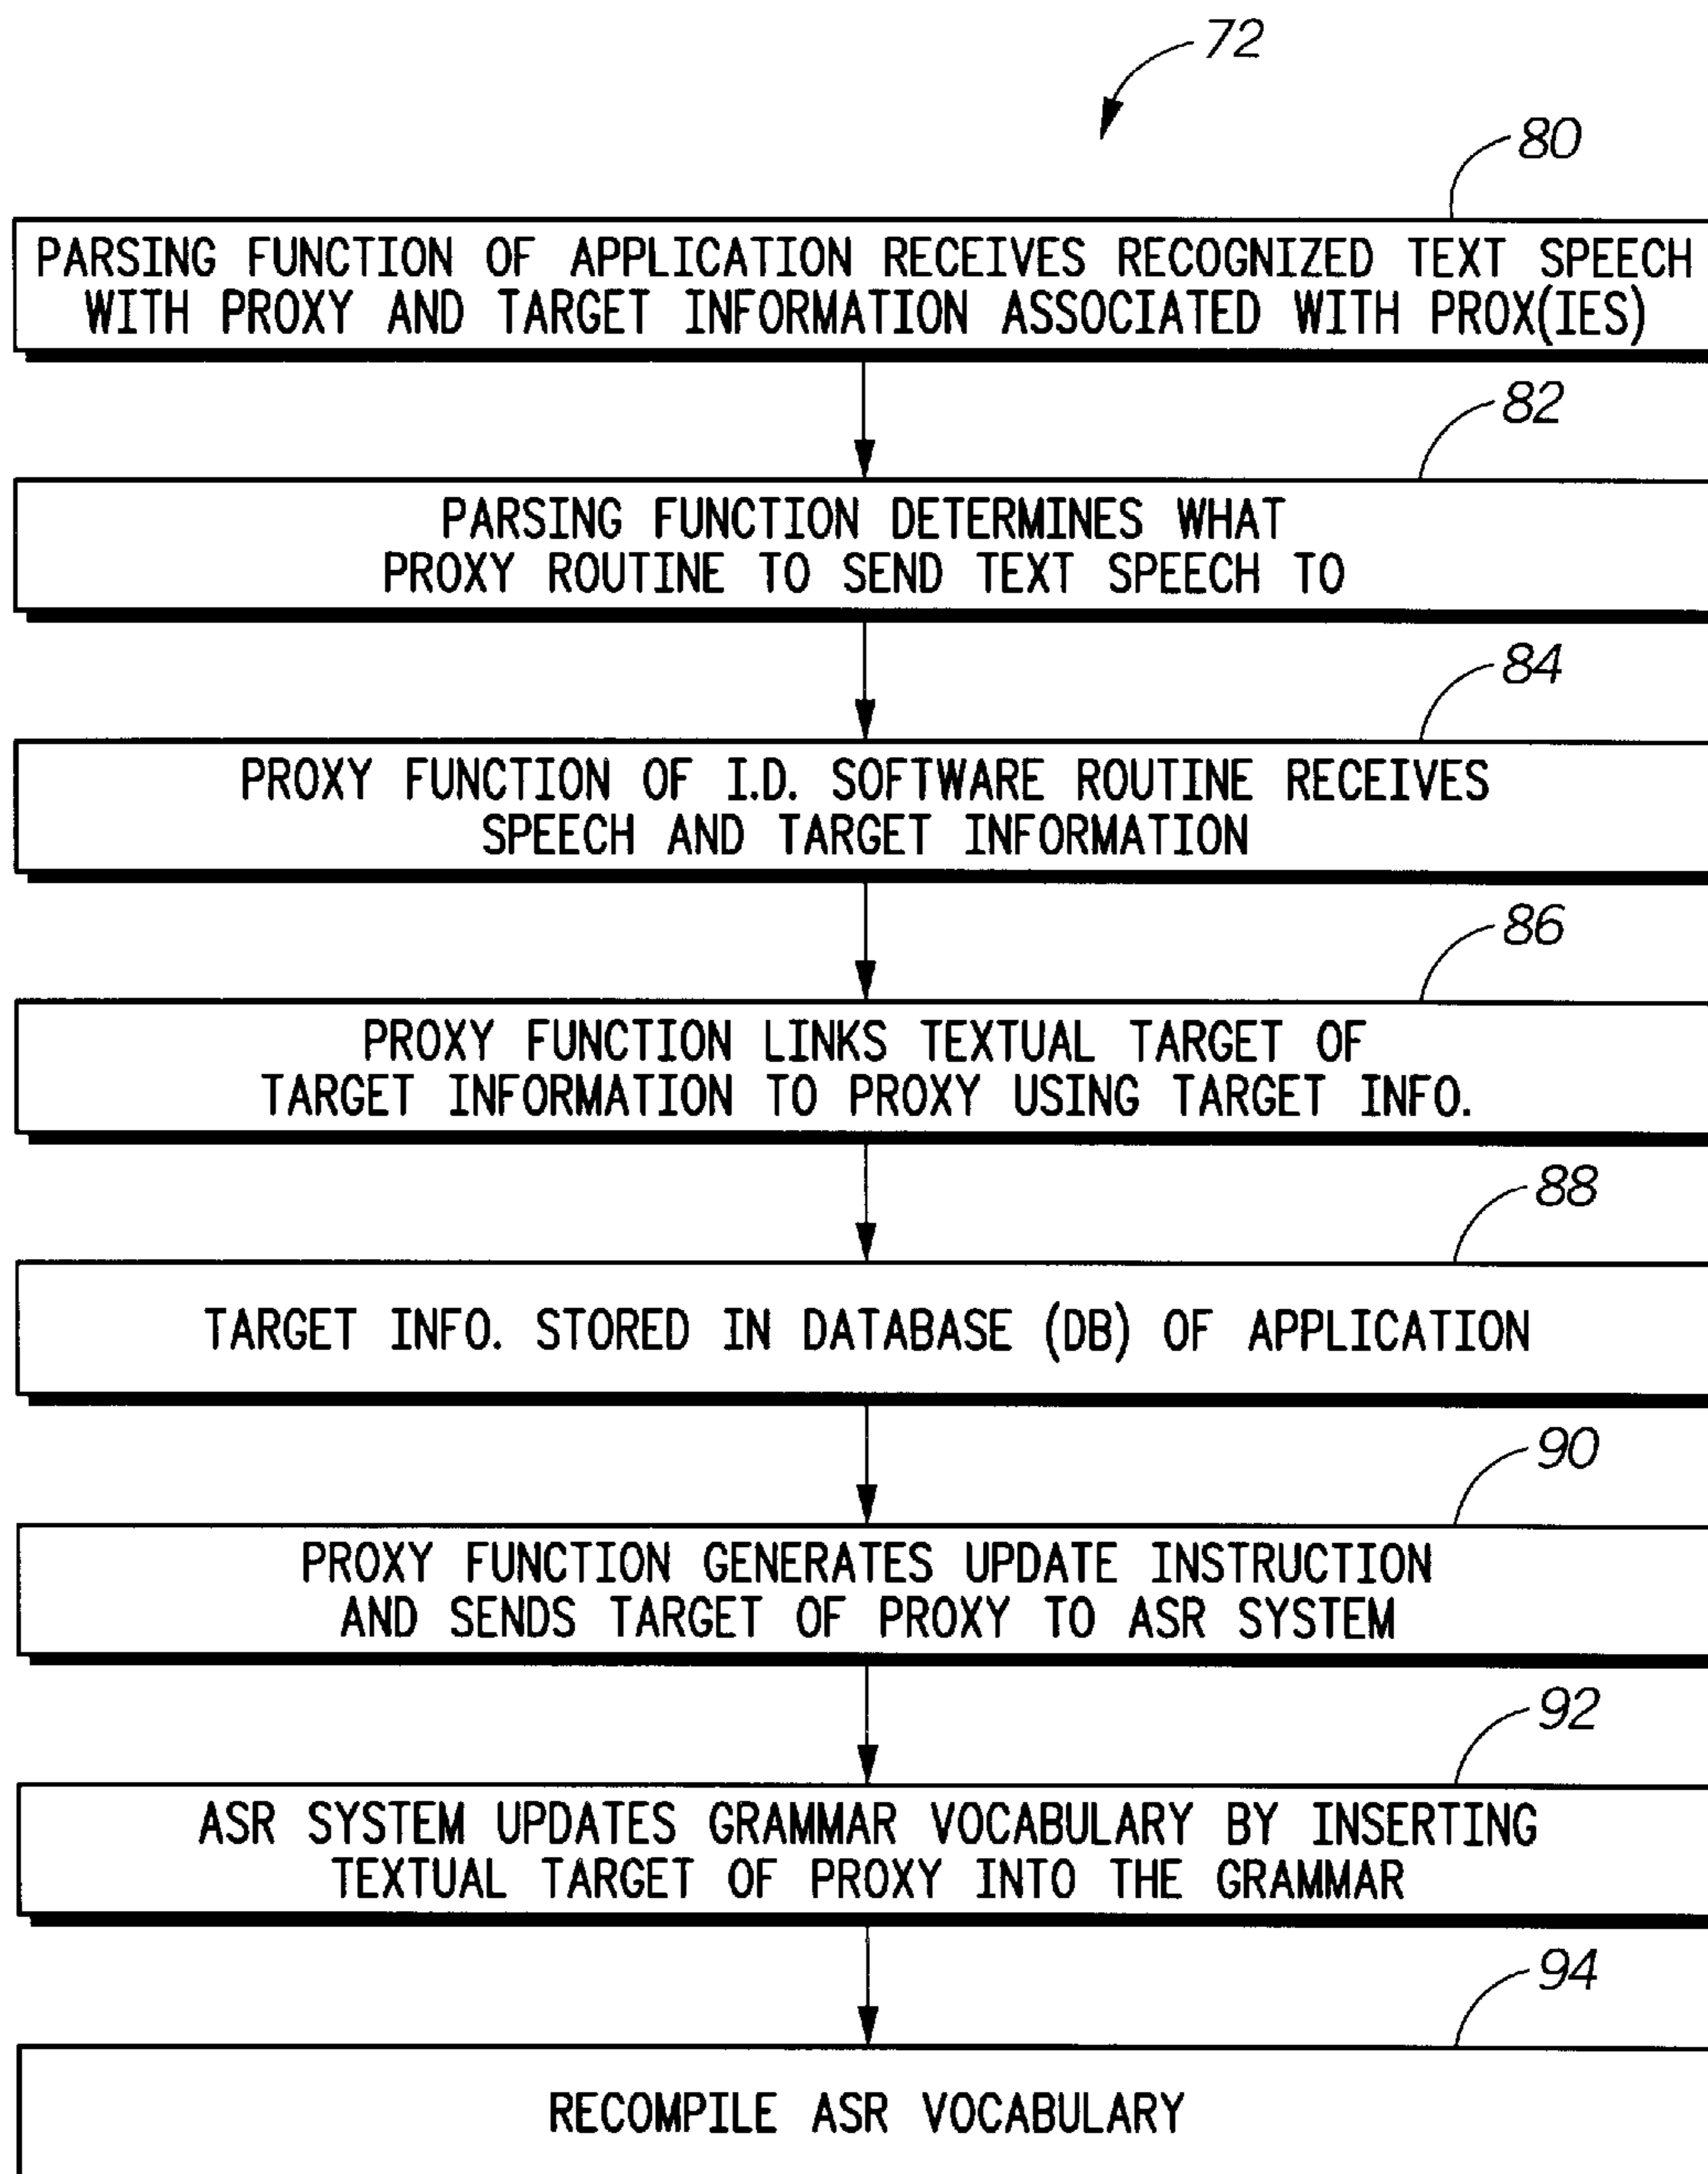 72
80
PARSING FUNCTION OF APPLICATION RECEIVES RECOGNIZED TEXT SPEECH
WITH PROXY AND TARGET INFORMATION ASSOCIATED WITH PROX(IES)
82
PARSING FUNCTION DETERMINES WHAT
PROXY ROUTINE TO SEND TEXT SPEECH TO
84
PROXY FUNCTION OF I.D. SOFTWARE ROUTINE RECEIVES
SPEECH AND TARGET INFORMATION
86
PROXY FUNCTION LINKS TEXTUAL TARGET OF
TARGET INFORMATION TO PROXY USING TARGET INFO.
88
TARGET INFO. STORED IN DATABASE (DB) OF APPLICATION
90
PROXY FUNCTION GENERATES UPDATE INSTRUCTION
AND SENDS TARGET OF PROXY TO ASR SYSTEM
92
ASR SYSTEM UPDATES GRAMMAR VOCABULARY BY INSERTING
TEXTUAL TARGET OF PROXY INTO THE GRAMMAR
94
RECOMPILE ASR VOCABULARY